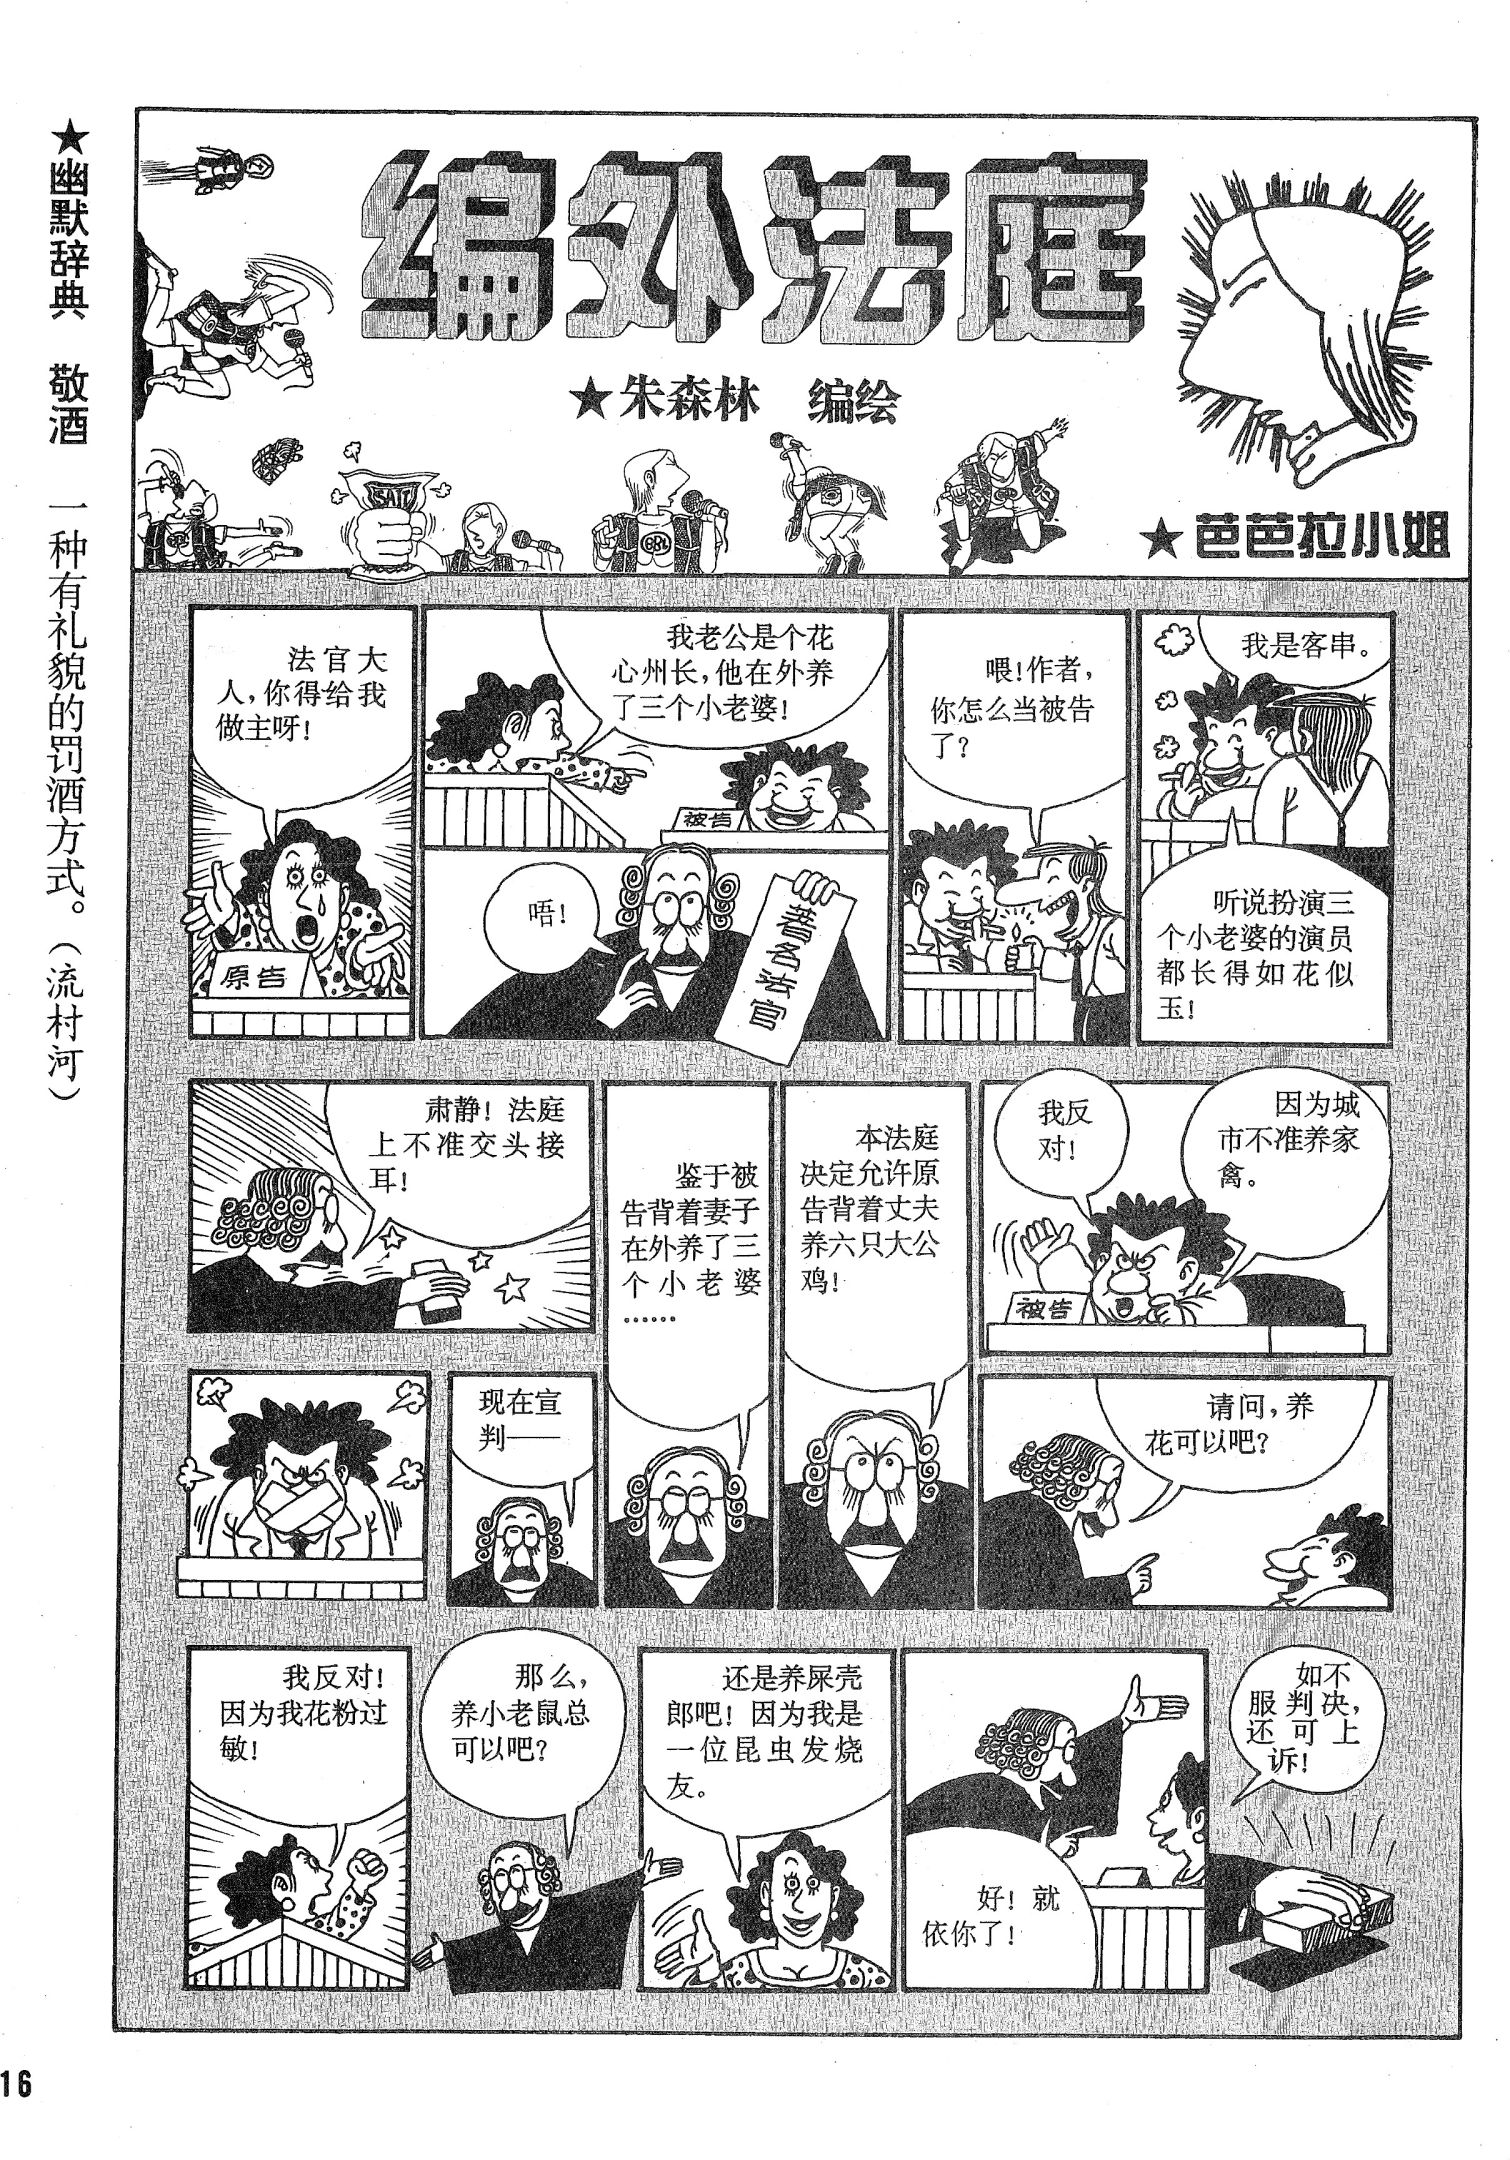 ★幽默辞典　敬酒　一种有礼貌的罚酒方式。（流村河）
编外法庭
★朱森林　编绘
★芭芭拉小姐
法官大
人，你得给我
做主呀！
原告
我老公是个花
心州长，他在外养
了三个小老婆！
被告
唔！
著名法官
喂！作者，
你怎么当被告
了？
我是客串。
听说扮演三
个小老婆的演员
都长得如花似
玉！
肃静！法庭
上不准交头接
耳！
现在宣
判——
鉴于被
告背着妻子
在外养了三
个小老婆
……
本法庭
决定允许原
告背着丈夫
养六只大公
鸡！
我反
对！
因为城
市不准养家
禽。
被告
请问，养
花可以吧？
我反对！
因为我花粉过
敏！
那么，
养小老鼠总
可以吧？
还是养屎壳
郎吧！因为我是
一位昆虫发烧
友。
好！就
依你了！
如不
服判决，
还可上
诉！
16